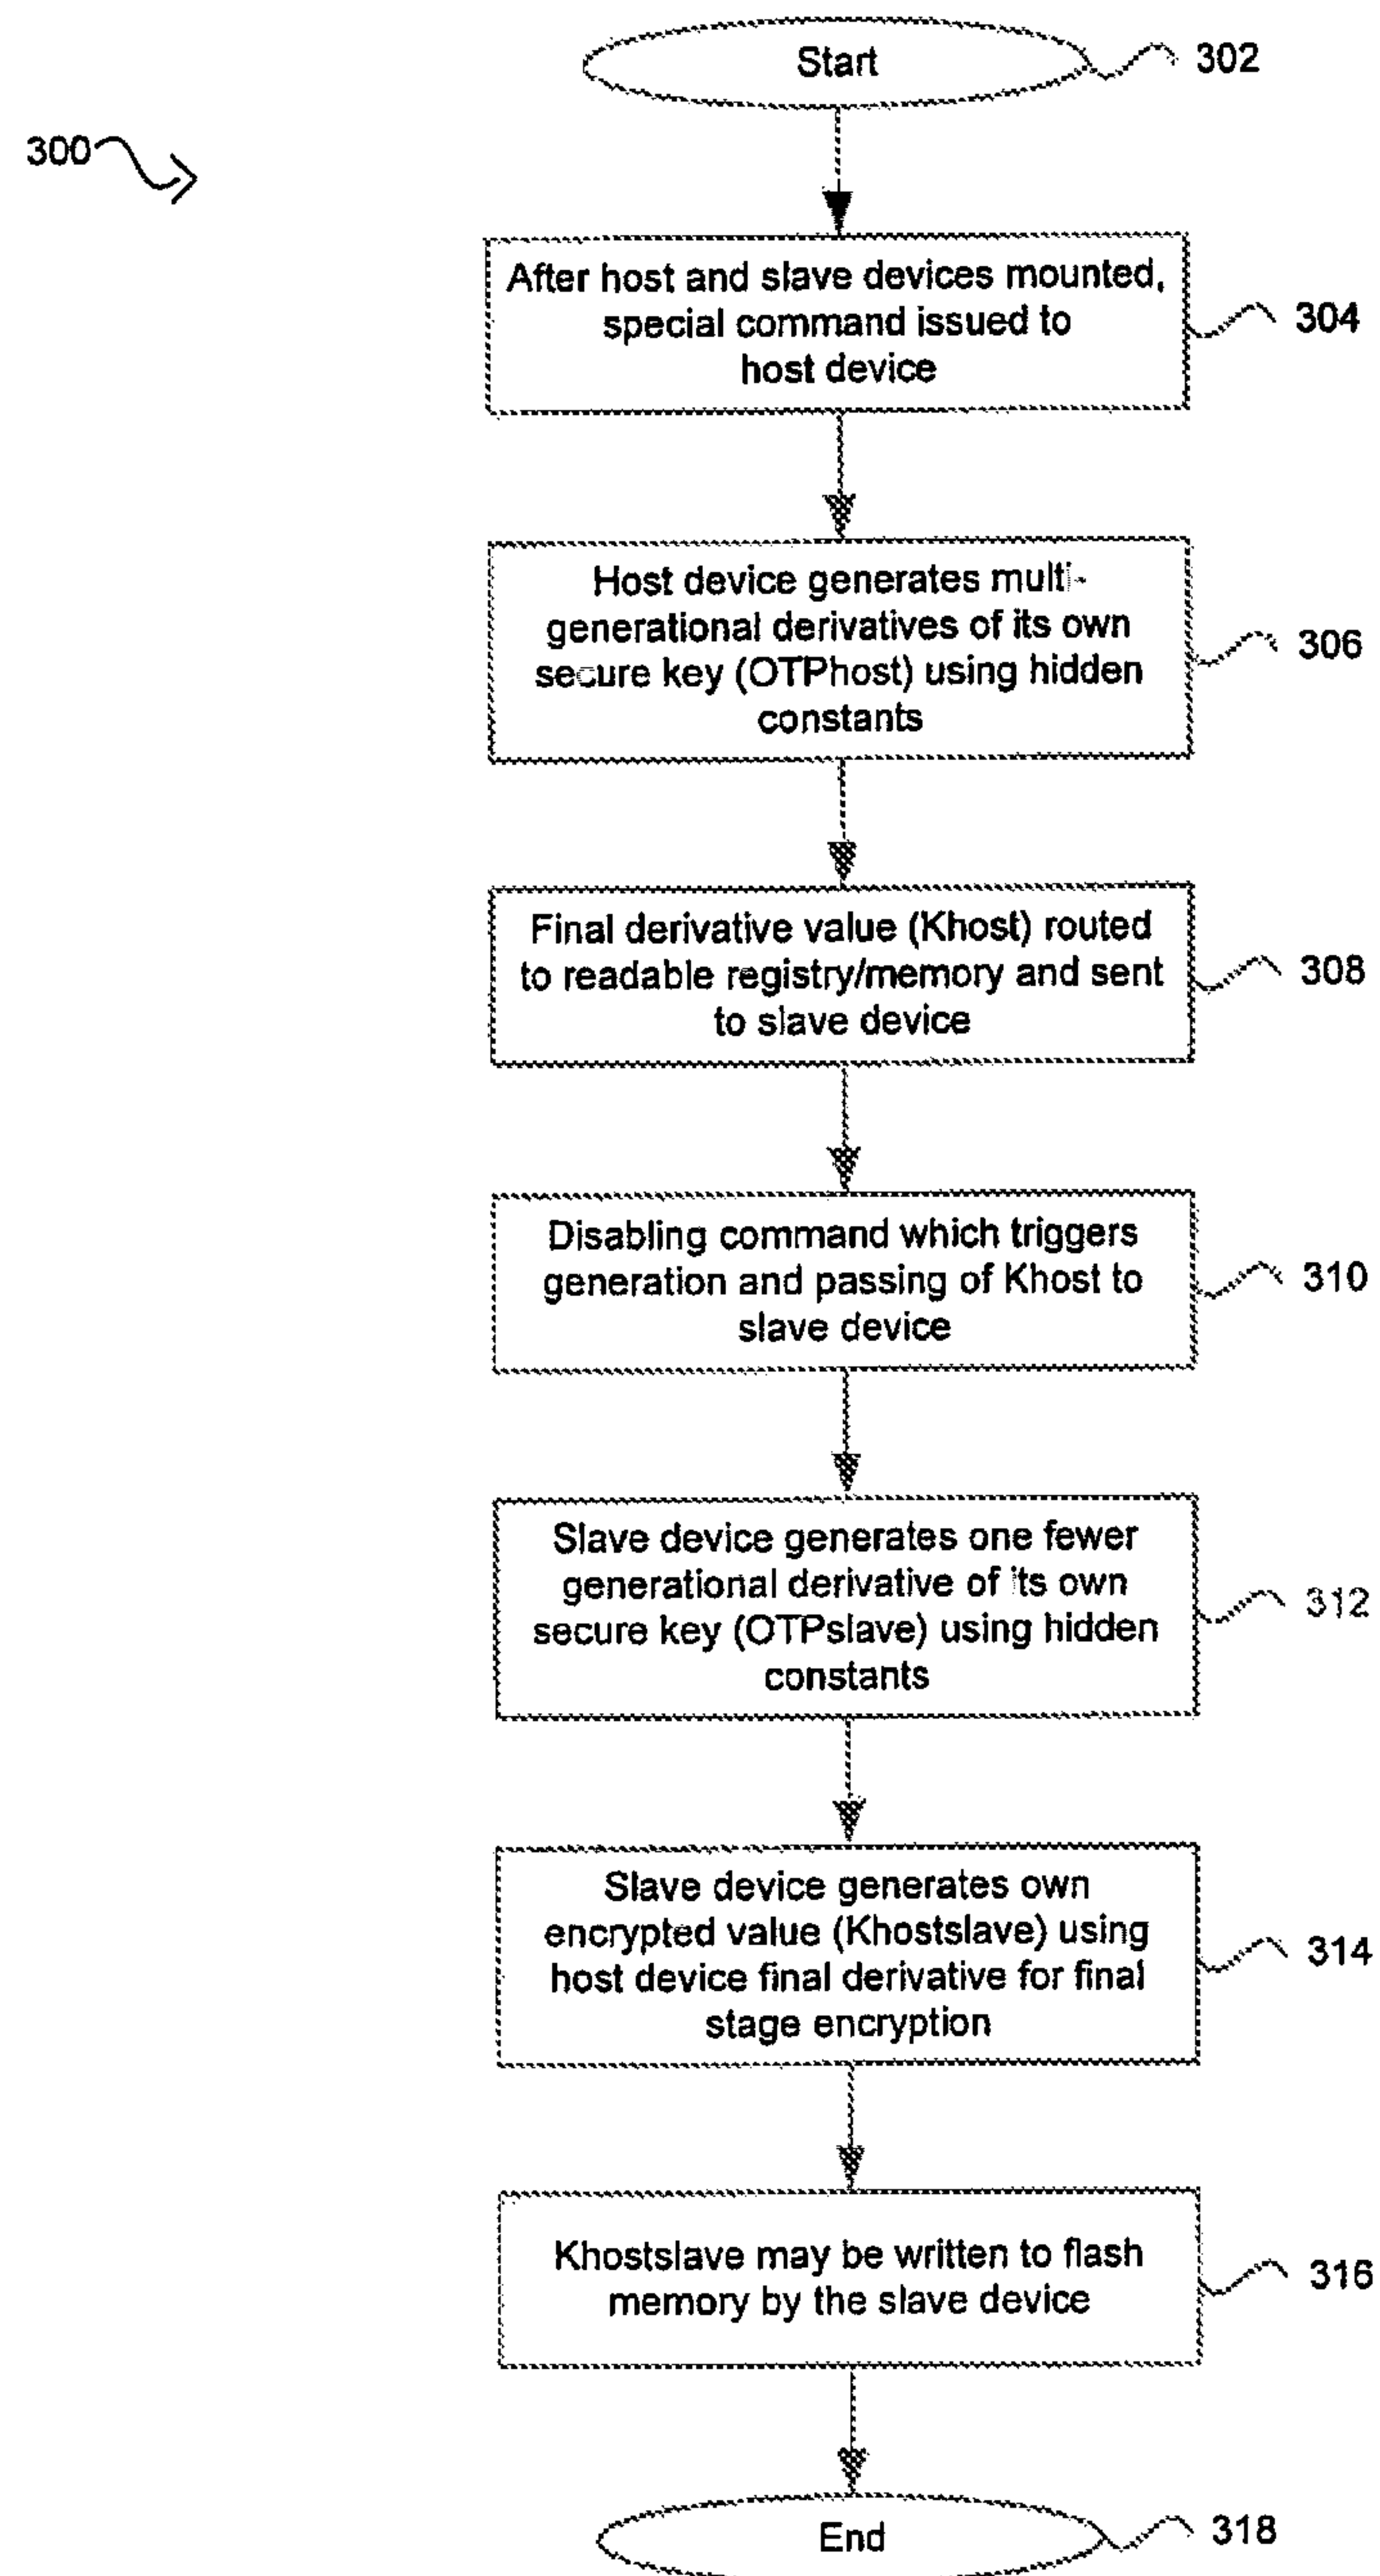 Start
302
300
After host and slave devices mounted,
special command issued to
host device
304
Host device generates multi-
generational derivatives of its own
secure key (OTPhost) using hidden
constants
306
Final derivative value (Khost) routed
to readable registry/memory and sent
to slave device
308
Disabling command which triggers
generation and passing of Khost to
slave device
310
Slave device generates one fewer
generational derivative of its own
secure key (OTPslave) using hidden
constants
312
Slave device generates own
encrypted value (Khostslave) using
host device final derivative for final
stage encryption
314
Khostslave may be written to flash
memory by the slave device
316
End
318